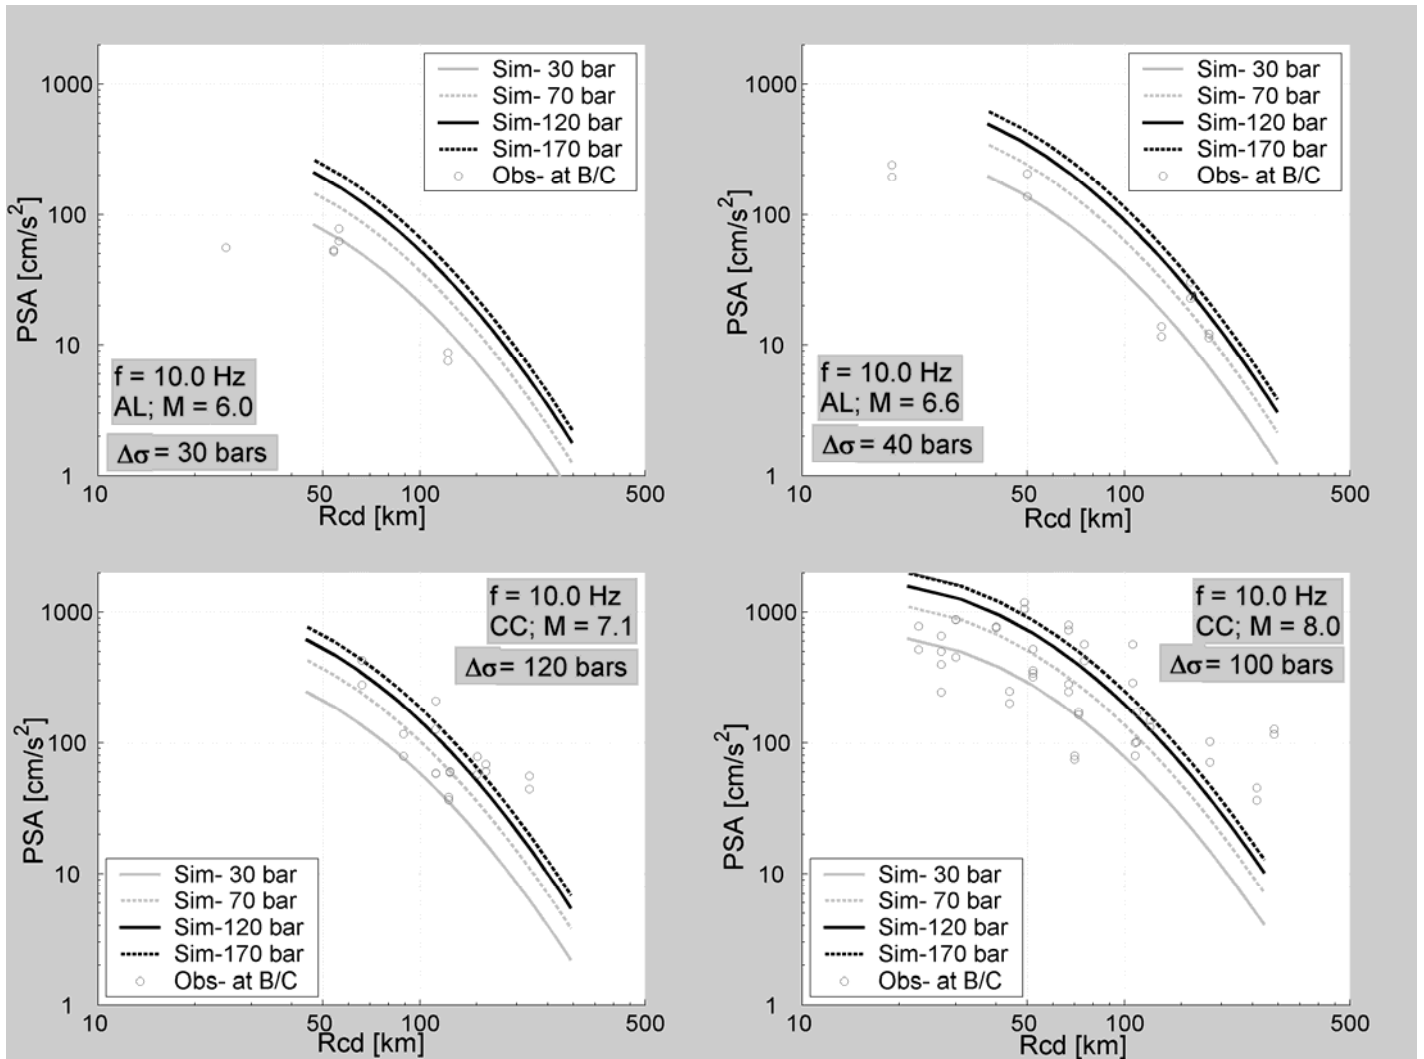 1000
100
10
1
PSA [cm/s²]
Sim- 30 bar
Sim- 70 bar
Sim-120 bar
Sim-170 bar
Obs- at B/C
f = 10.0 Hz
AL; M = 6.0
Δσ = 30 bars
10 50 100 500
Rcd [km]
1000
100
10
1
PSA [cm/s²]
Sim- 30 bar
Sim- 70 bar
Sim-120 bar
Sim-170 bar
Obs- at B/C
f = 10.0 Hz
AL; M = 6.6
Δσ = 40 bars
10 50 100 500
Rcd [km]
1000
100
10
1
PSA [cm/s²]
f = 10.0 Hz
CC; M = 7.1
Δσ = 120 bars
Sim- 30 bar
Sim- 70 bar
Sim-120 bar
Sim-170 bar
Obs- at B/C
10 50 100 500
Rcd [km]
1000
100
10
1
PSA [cm/s²]
f = 10.0 Hz
CC; M = 8.0
Δσ = 100 bars
Sim- 30 bar
Sim- 70 bar
Sim-120 bar
Sim-170 bar
Obs- at B/C
10 50 100 500
Rcd [km]